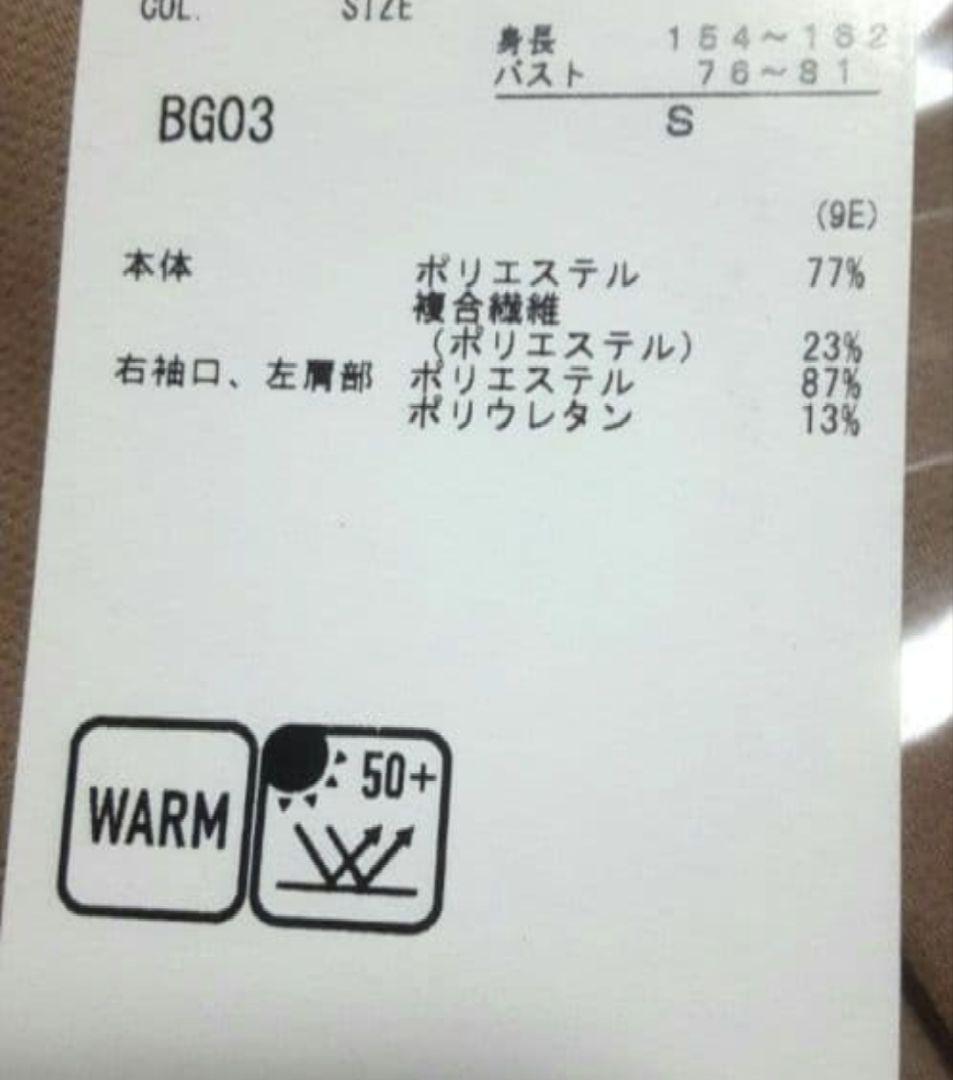 COL. SIZE
身長 154～162
バスト 76～81
BG03 S
(9E)
本体 ポリエステル 77%
複合繊維
(ポリエステル) 23%
右袖口、左肩部 ポリエステル 87%
ポリウレタン 13%
WARM 50+